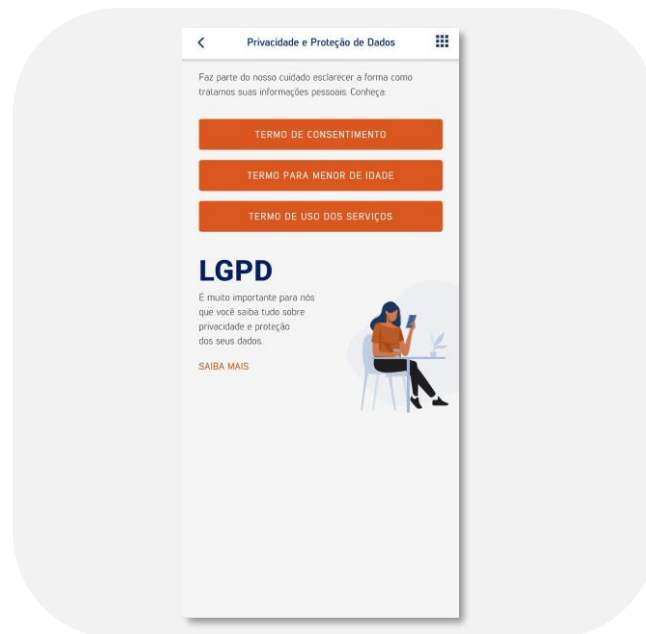 Privacidade e Proteção de Dados
Faz parte do nosso cuidado esclarecer a forma como
tratamos suas informações pessoais. Conheça:
TERMO DE CONSENTIMENTO
TERMO PARA MENOR DE IDADE
TERMO DE USO DOS SERVIÇOS
LGPD
É muito importante para nós
que você saiba tudo sobre
privacidade e proteção
dos seus dados.
SAIBA MAIS